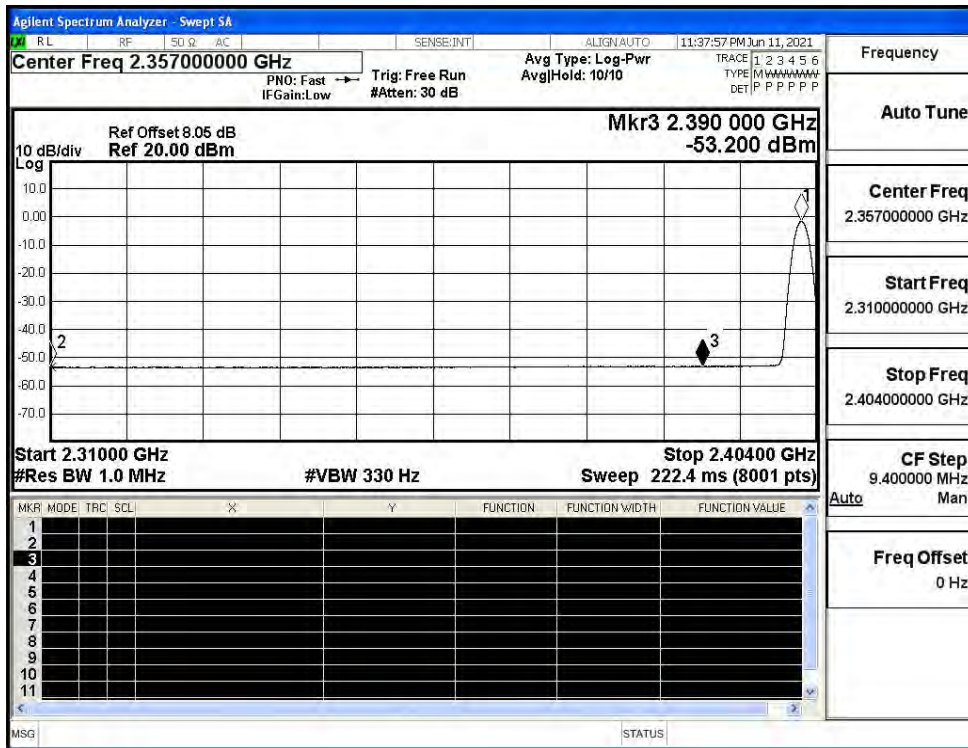 Agilent Spectrum Analyzer - Swept SA
LXI RL RF 50 Ω AC SENSE:INT ALIGNAUTO 11:37:57 PM Jun 11, 2021
Center Freq 2.357000000 GHz
PNO: Fast
IFGain:Low
Trig: Free Run
#Atten: 30 dB
Avg Type: Log-Pwr
Avg|Hold: 10/10
TRACE 1 2 3 4 5 6
TYPE M WWWWW
DET P P P P P P
Mkr3 2.390 000 GHz
-53.200 dBm
10 dB/div
Log
Ref Offset 8.05 dB
Ref 20.00 dBm
10.0
0.00
-10.0
-20.0
-30.0
-40.0
-50.0
-60.0
-70.0
1
2
3
Start 2.31000 GHz
Stop 2.40400 GHz
#Res BW 1.0 MHz
#VBW 330 Hz
Sweep 222.4 ms (8001 pts)
MKR MODE TRC SCL X Y FUNCTION FUNCTION WIDTH FUNCTION VALUE
1
2
3
4
5
6
7
8
9
10
11
MSG
STATUS
Frequency
Auto Tune
Center Freq
2.357000000 GHz
Start Freq
2.310000000 GHz
Stop Freq
2.404000000 GHz
CF Step
9.400000 MHz
Auto Man
Freq Offset
0 Hz